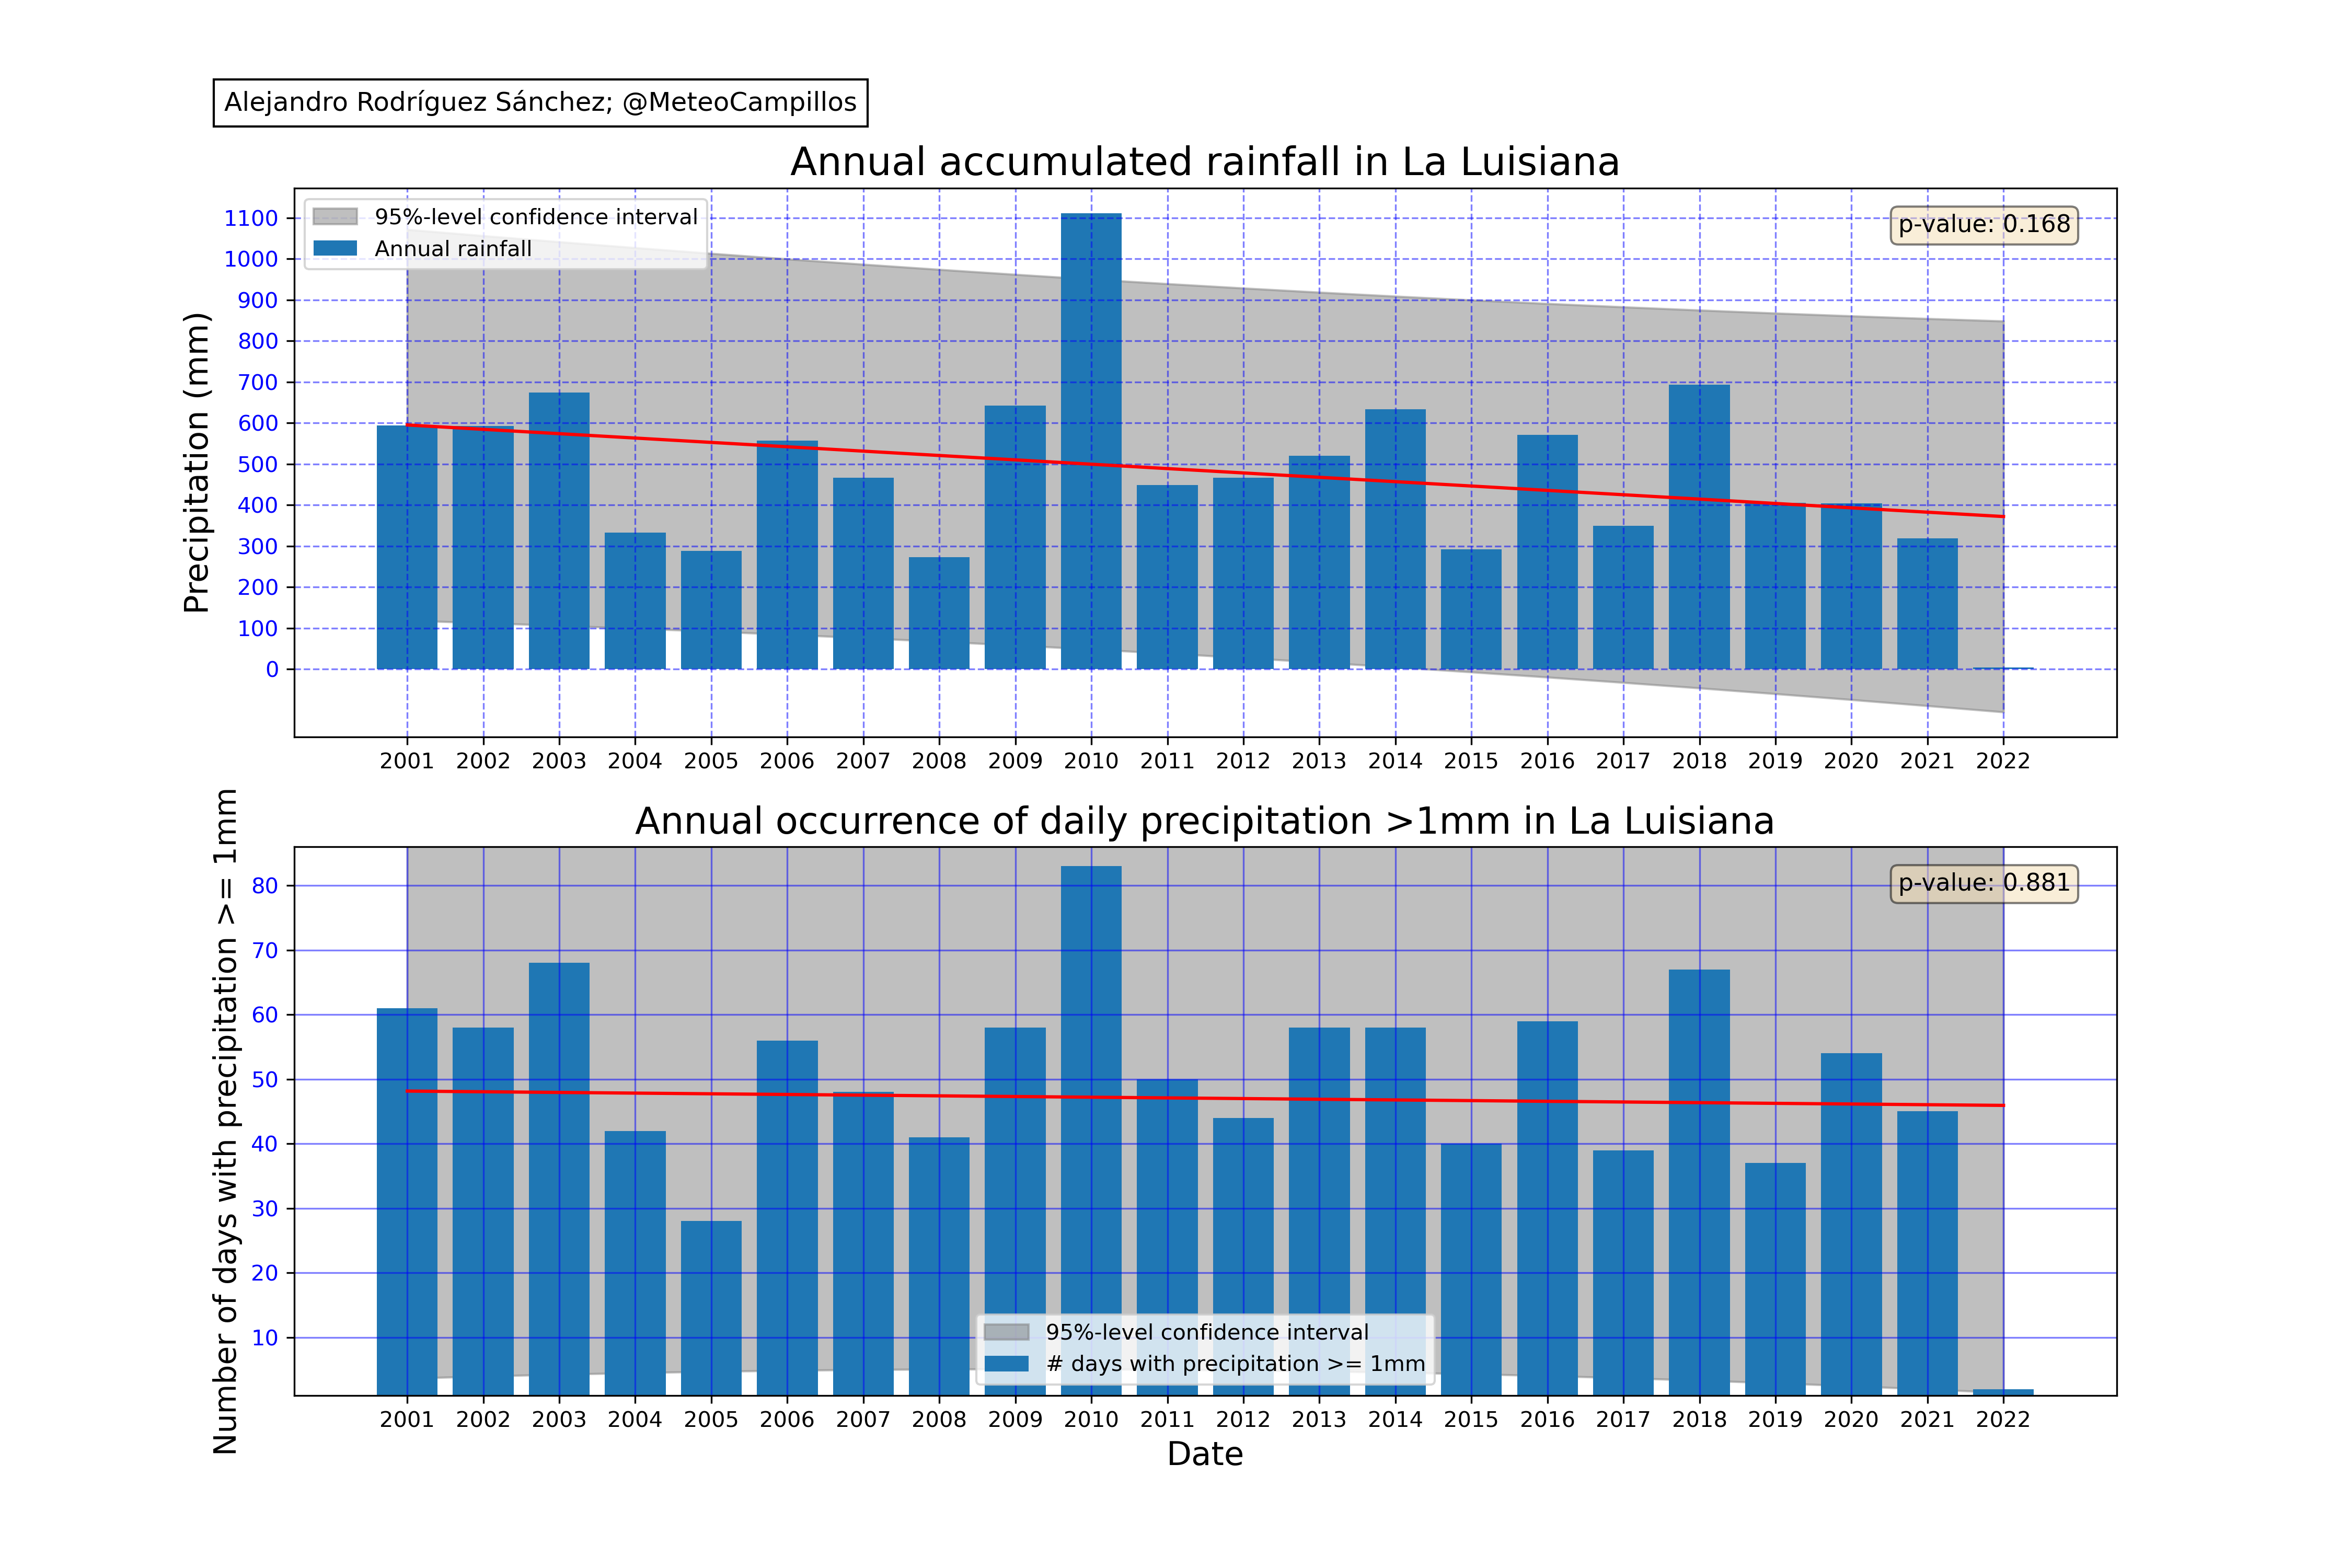 Alejandro Rodríguez Sánchez; @MeteoCampillos
Annual accumulated rainfall in La Luisiana
95%-level confidence interval
Annual rainfall
p-value: 0.168
Precipitation (mm)
1100
1000
900
800
700
600
500
400
300
200
100
0
2001 2002 2003 2004 2005 2006 2007 2008 2009 2010 2011 2012 2013 2014 2015 2016 2017 2018 2019 2020 2021 2022
Annual occurrence of daily precipitation >1mm in La Luisiana
p-value: 0.881
Number of days with precipitation >= 1mm
80
70
60
50
40
30
20
10
95%-level confidence interval
# days with precipitation >= 1mm
2001 2002 2003 2004 2005 2006 2007 2008 2009 2010 2011 2012 2013 2014 2015 2016 2017 2018 2019 2020 2021 2022
Date